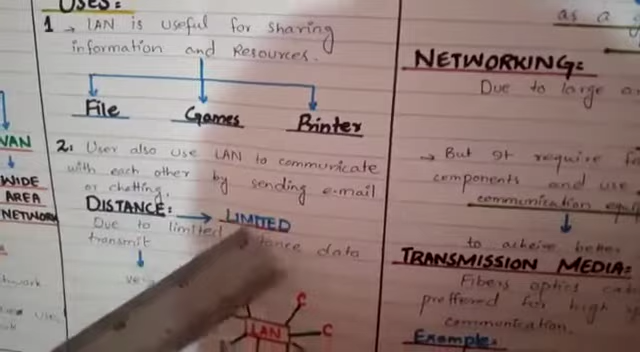 USES:
1 → LAN is useful for sharing
information and Resources.
File Games Printer
2. User also use LAN to communicate
with each other by sending e-mail
or chatting.
DISTANCE: → LIMITED
Due to limited data
transmit
LAN
C
C
WIDE
AREA
NETWORK
as a
NETWORKING:
Due to large
→ But It require
components and use
communication
to acheive better
TRANSMISSION MEDIA:
Fibers optics
preffered for high
communication.
Example: